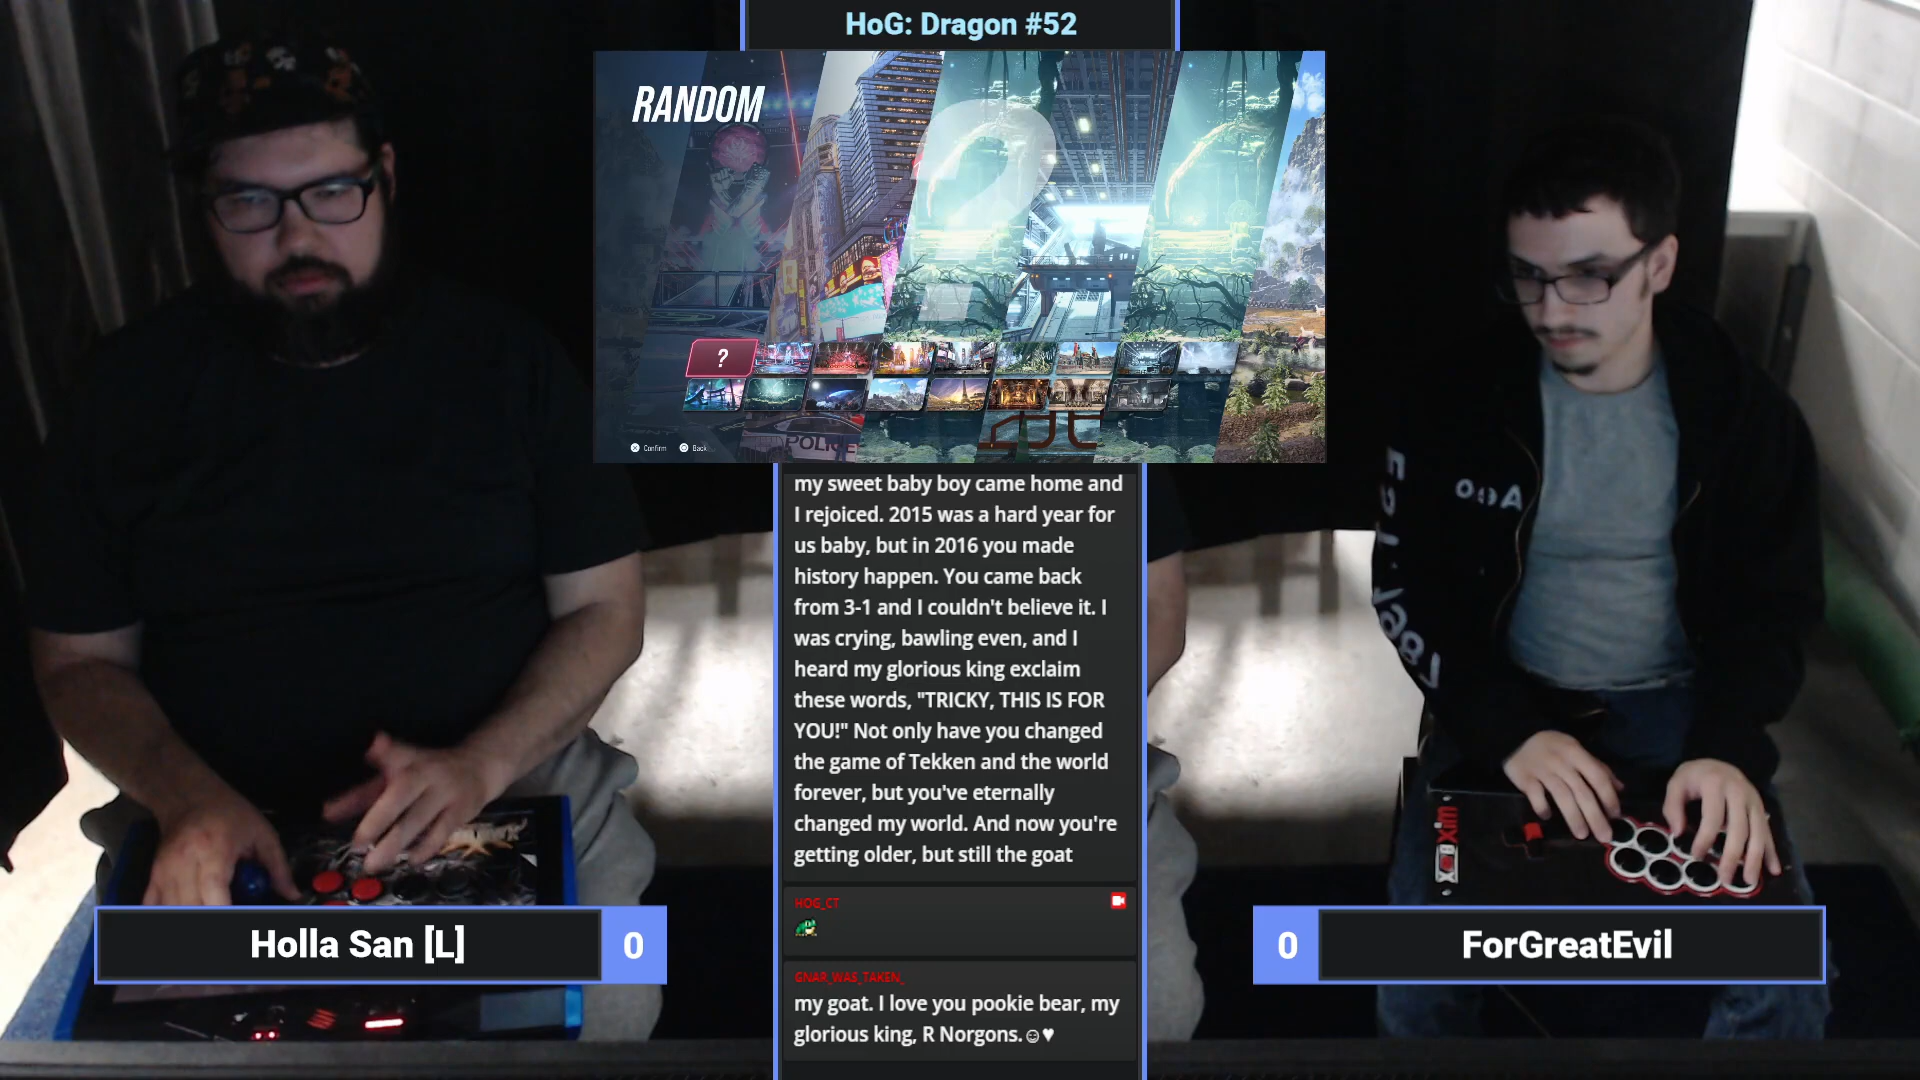 HoG: Dragon #52
RANDOM
?
?
POLICE
Confirm
Back
my sweet baby boy came home and
I rejoiced. 2015 was a hard year for
us baby, but in 2016 you made
history happen. You came back
from 3-1 and I couldn't believe it. I
was crying, bawling even, and I
heard my glorious king exclaim
these words, "TRICKY, THIS IS FOR
YOU!" Not only have you changed
the game of Tekken and the world
forever, but you've eternally
changed my world. And now you're
getting older, but still the goat
HOG_CT
GNAR_WAS_TAKEN_
my goat. I love you pookie bear, my
glorious king, R Norgons.☺♥
Holla San [L]
0
0
ForGreatEvil